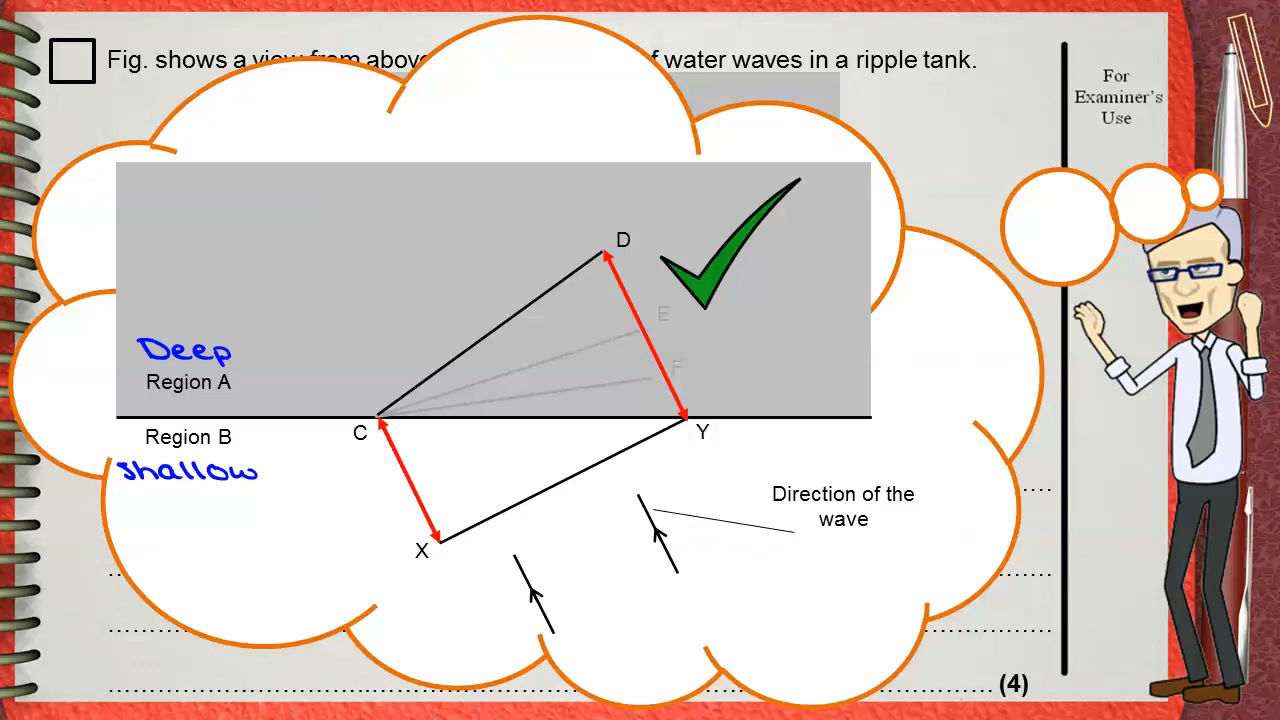 Fig. shows a view from above of water waves in a ripple tank.
For
Examiner's
Use
D
E
F
Deep
Region A
C
Y
Region B
shallow
Direction of the
wave
X
(4)